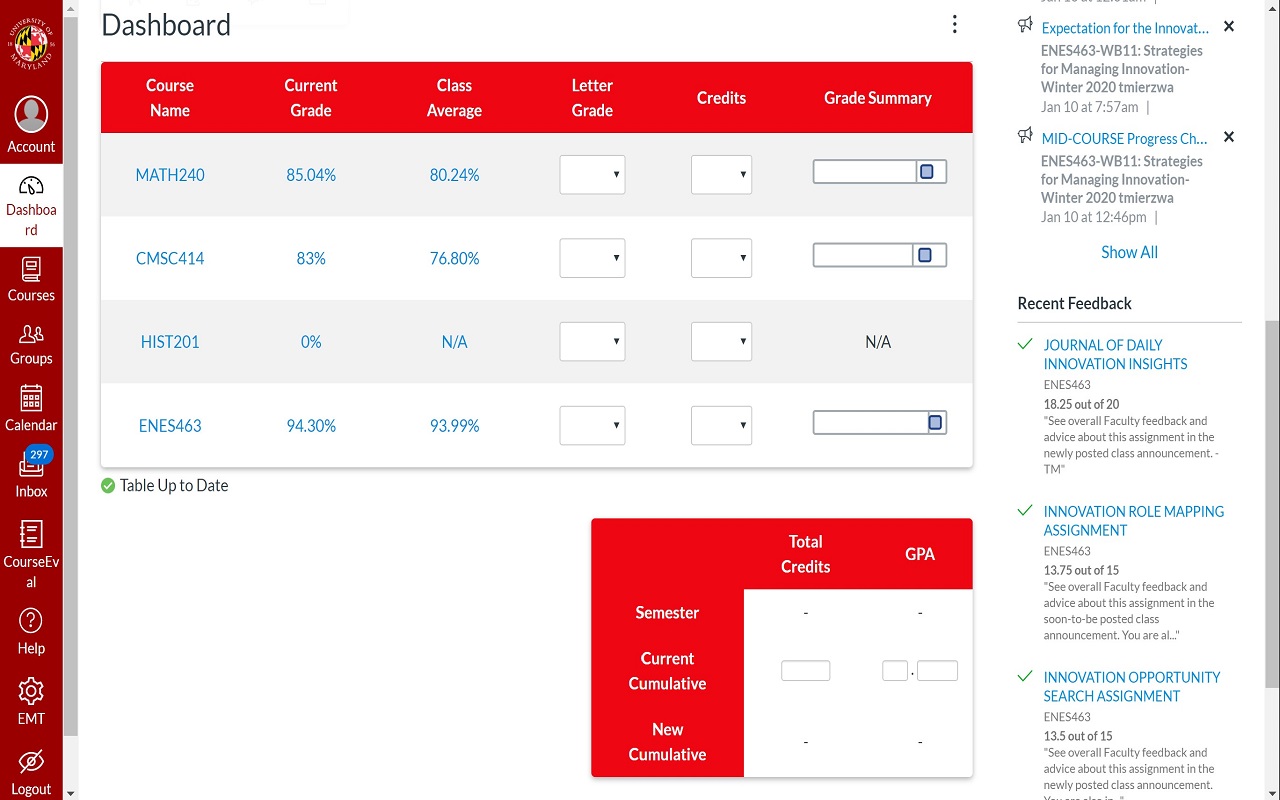 UNIVERSITY OF
MARYLAND
18 56
Account
Dashboa
rd
Courses
Groups
Calendar
297
Inbox
CourseEv
al
Help
EMT
Logout
Dashboard
Course
Name
Current
Grade
Class
Average
Letter
Grade
Credits
Grade Summary
MATH240 85.04% 80.24%
CMSC414 83% 76.80%
HIST201 0% N/A N/A
ENES463 94.30% 93.99%
Table Up to Date
Total
Credits
GPA
Semester - -
Current
Cumulative
.
New
Cumulative
- -
Expectation for the Innovat...
ENES463-WB11: Strategies
for Managing Innovation-
Winter 2020 tmierzwa
Jan 10 at 7:57am |
MID-COURSE Progress Ch...
ENES463-WB11: Strategies
for Managing Innovation-
Winter 2020 tmierzwa
Jan 10 at 12:46pm |
Show All
Recent Feedback
JOURNAL OF DAILY
INNOVATION INSIGHTS
ENES463
18.25 out of 20
"See overall Faculty feedback and
advice about this assignment in the
newly posted class announcement. -
TM"
INNOVATION ROLE MAPPING
ASSIGNMENT
ENES463
13.75 out of 15
"See overall Faculty feedback and
advice about this assignment in the
soon-to-be posted class
announcement. You are al..."
INNOVATION OPPORTUNITY
SEARCH ASSIGNMENT
ENES463
13.5 out of 15
"See overall Faculty feedback and
advice about this assignment in the
newly posted class announcement.